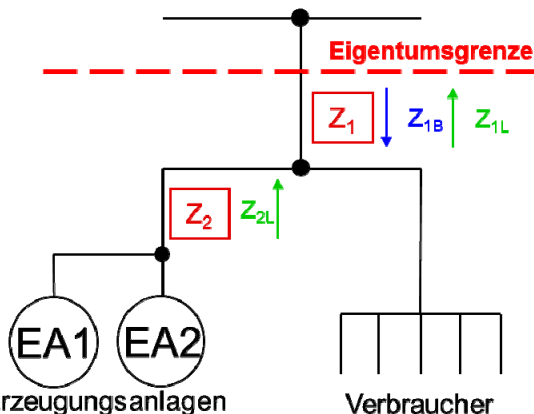 Eigentumsgrenze
Z1 Z1B Z1L
Z2 Z2L
EA1 EA2
rzeugungsanlagen Verbraucher